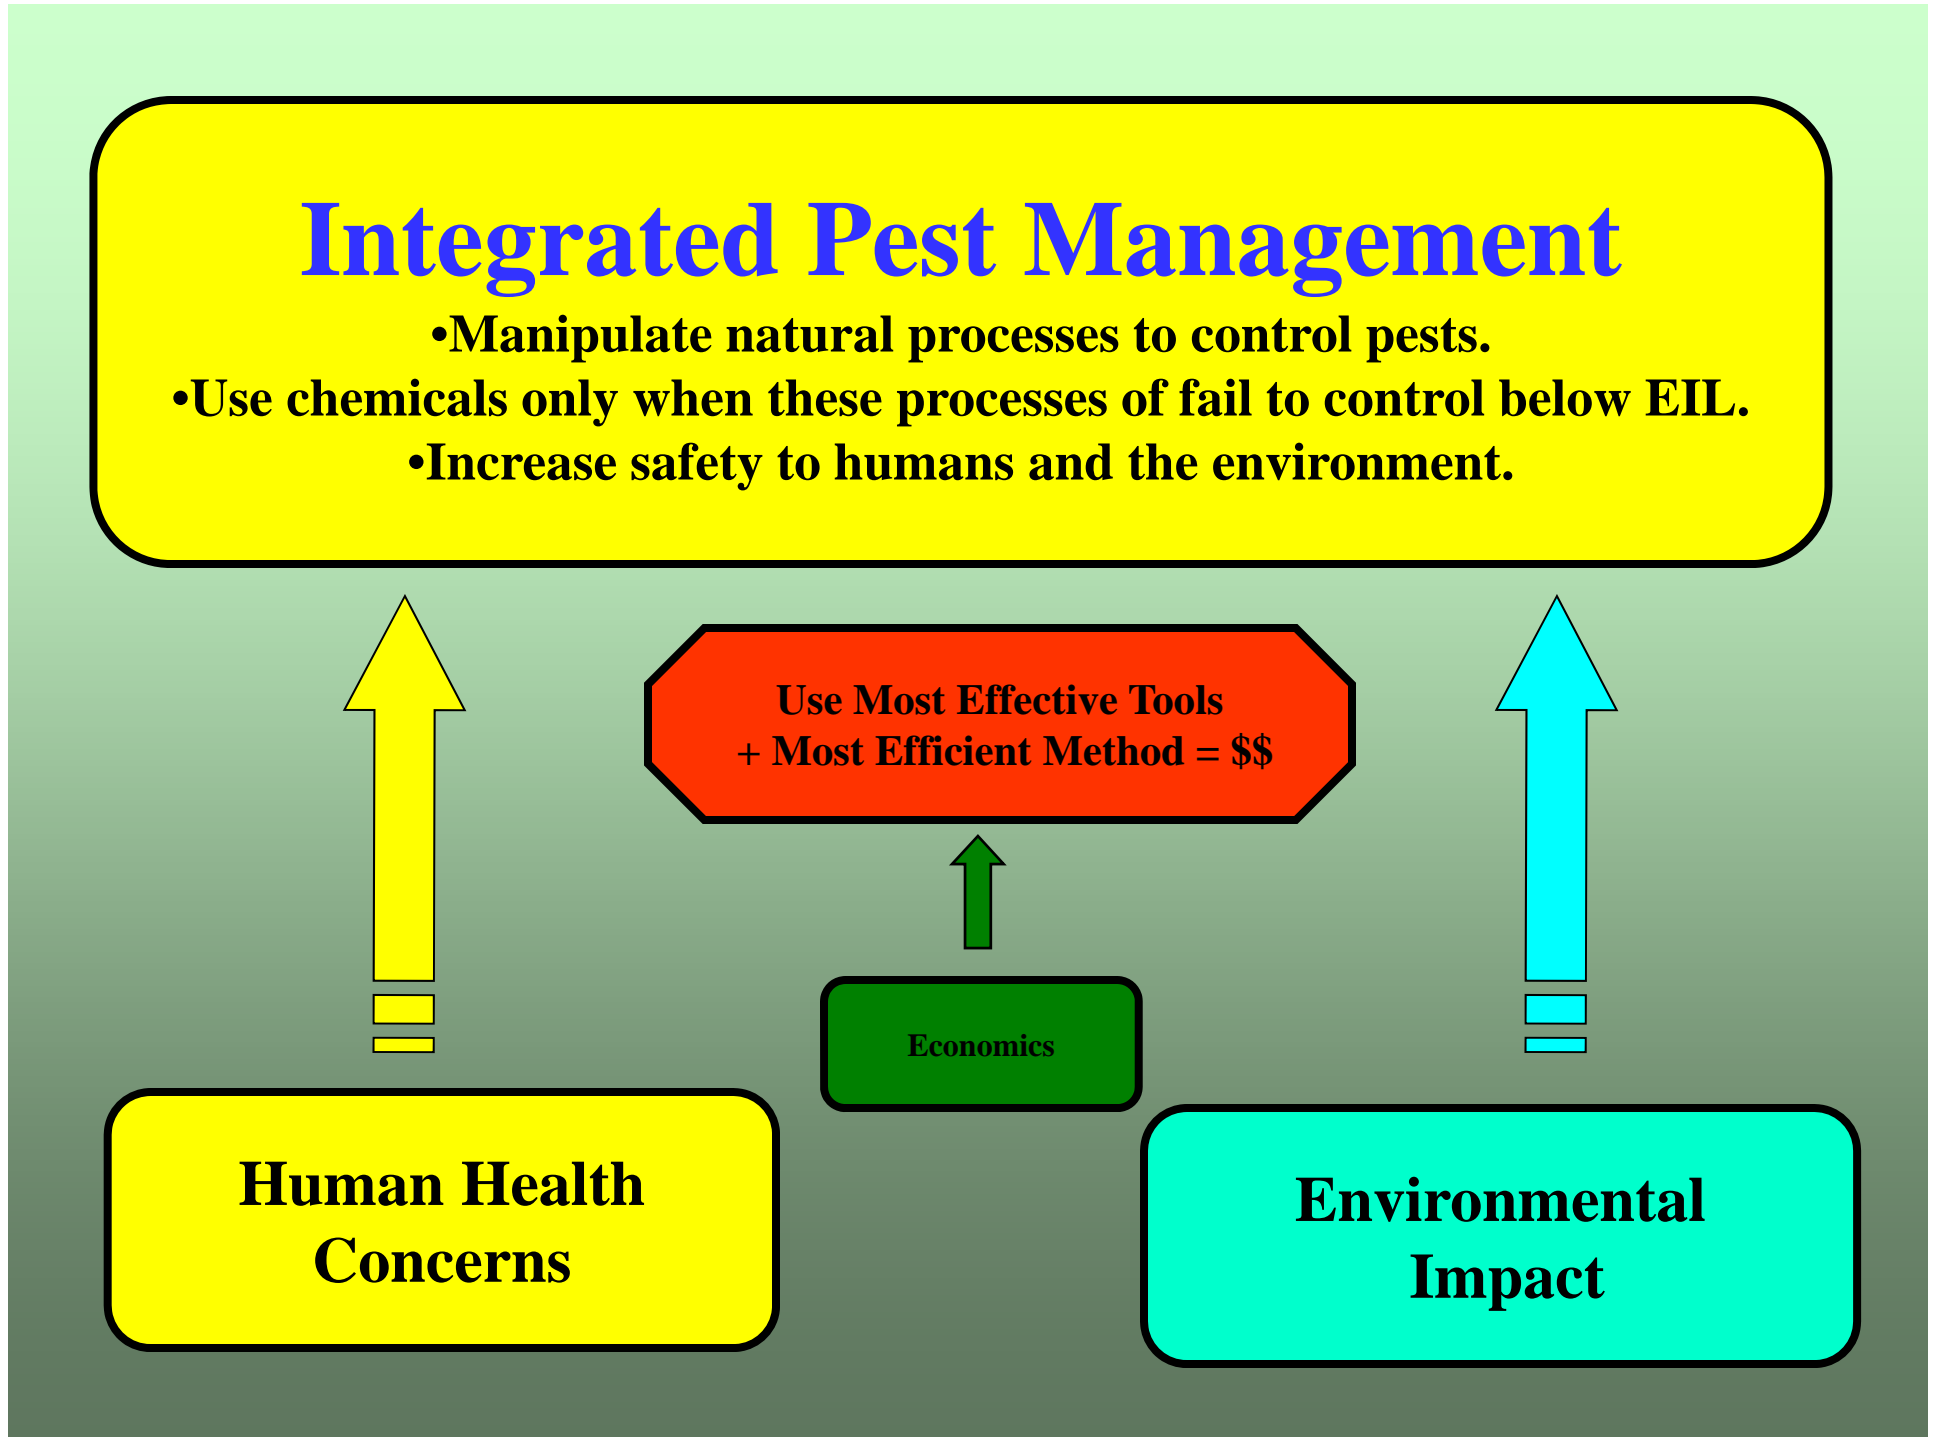 Integrated Pest Management
•Manipulate natural processes to control pests.
•Use chemicals only when these processes of fail to control below EIL.
•Increase safety to humans and the environment.
Use Most Effective Tools
+ Most Efficient Method = $$
Economics
Human Health
Concerns
Environmental
Impact